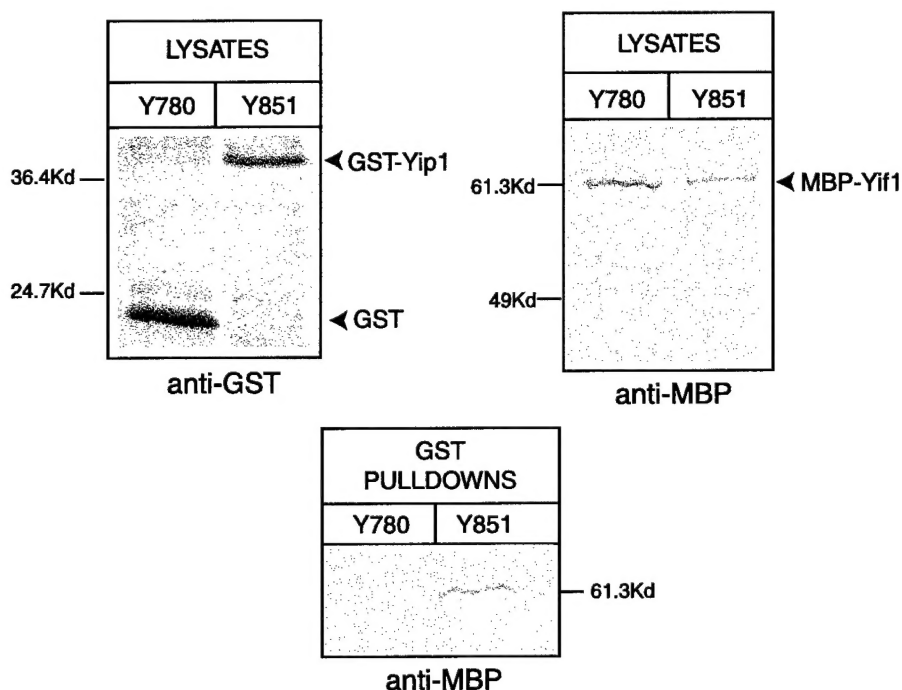 LYSATES
Y780 Y851
GST-Yip1
36.4Kd
24.7Kd
GST
anti-GST
LYSATES
Y780 Y851
61.3Kd
MBP-Yif1
49Kd
anti-MBP
GST
PULLDOWNS
Y780 Y851
61.3Kd
anti-MBP